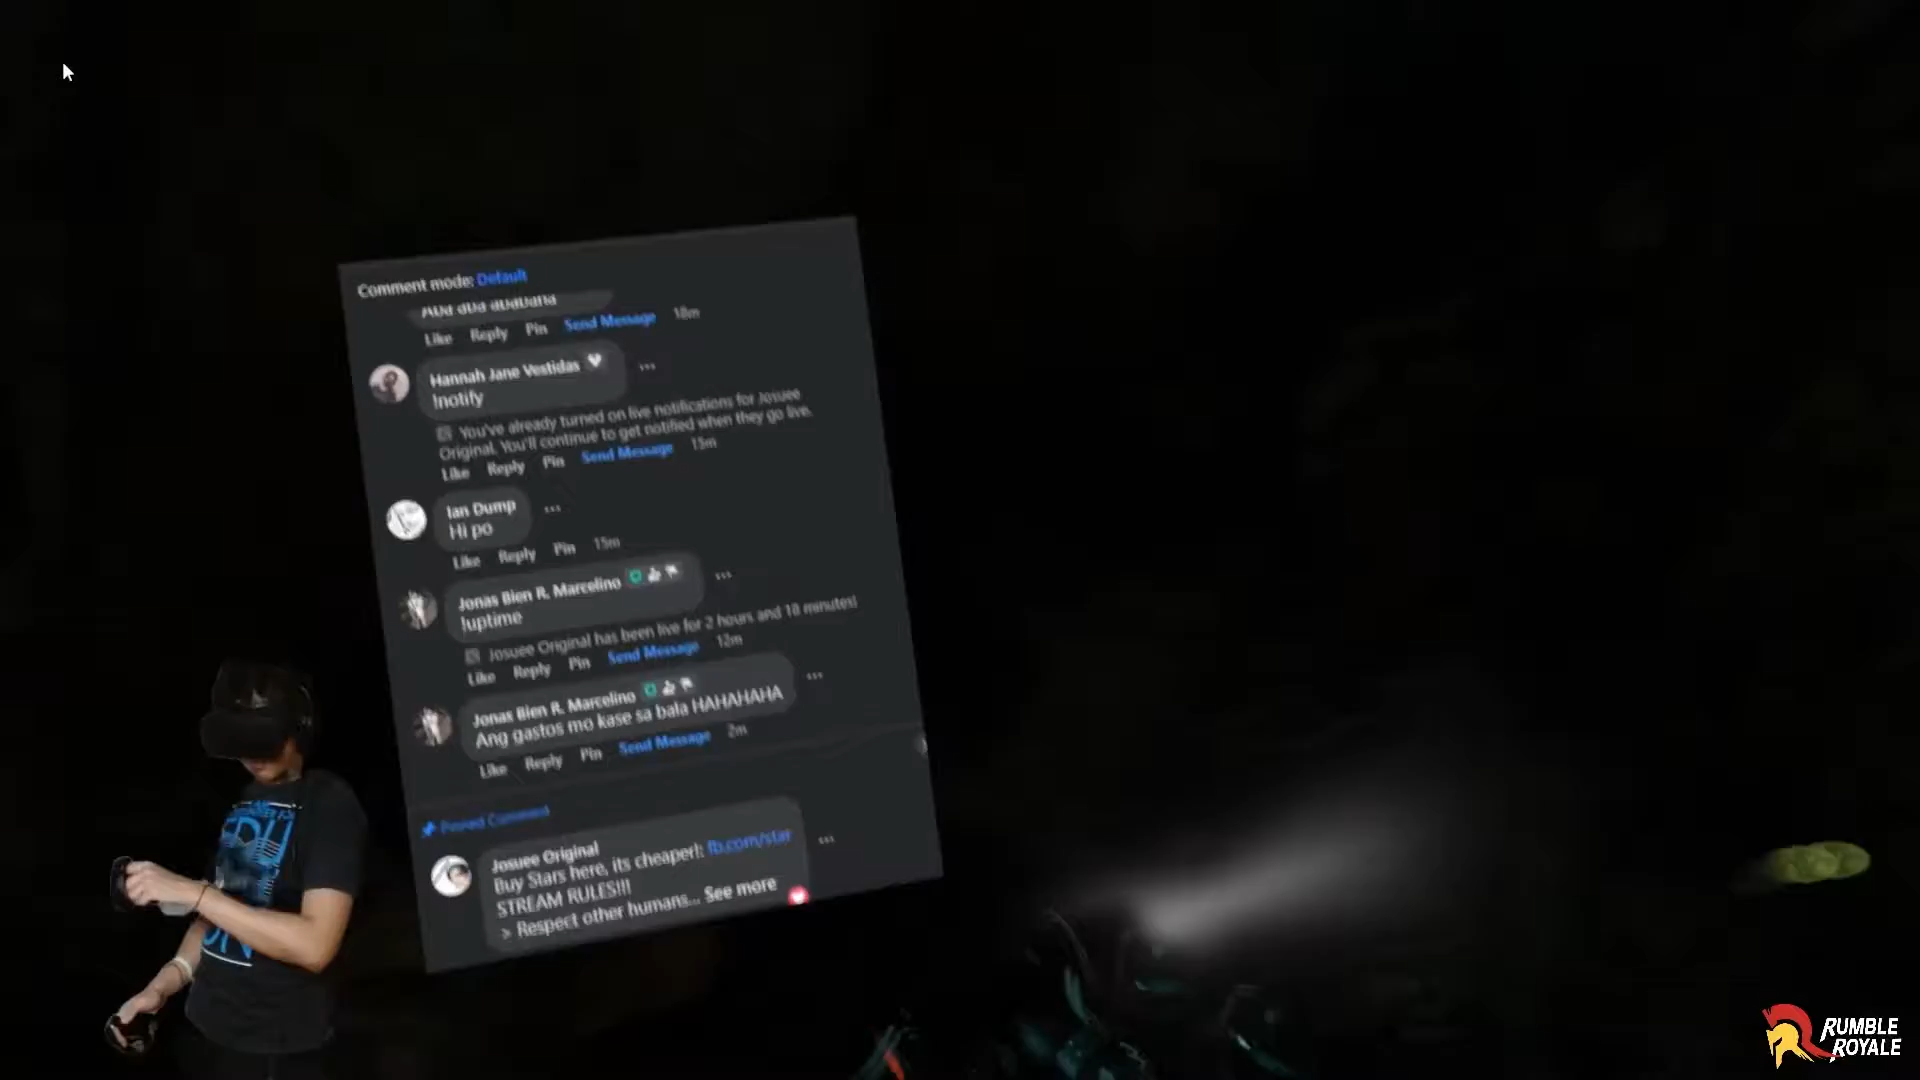 Comment mode: Default
Like Reply Pin Send Message 18m
Hannah Jane Vestidas
!notify
You've already turned on live notifications for Josuee
Original. You'll continue to get notified when they go live.
Like Reply Pin Send Message 15m
Ian Dump
Hi po
Like Reply Pin 15m
Jonas Bien R. Marcelino
!uptime
Josuee Original has been live for 2 hours and 18 minutes!
Like Reply Pin Send Message 12m
Jonas Bien R. Marcelino
Ang gastos mo kase sa bala HAHAHAHA
Like Reply Pin Send Message 2m
Pinned Comment
Josuee Original
Buy Stars here, its cheaper!: fb.com/star
STREAM RULES!!!
> Respect other humans... See more
RUMBLE
ROYALE